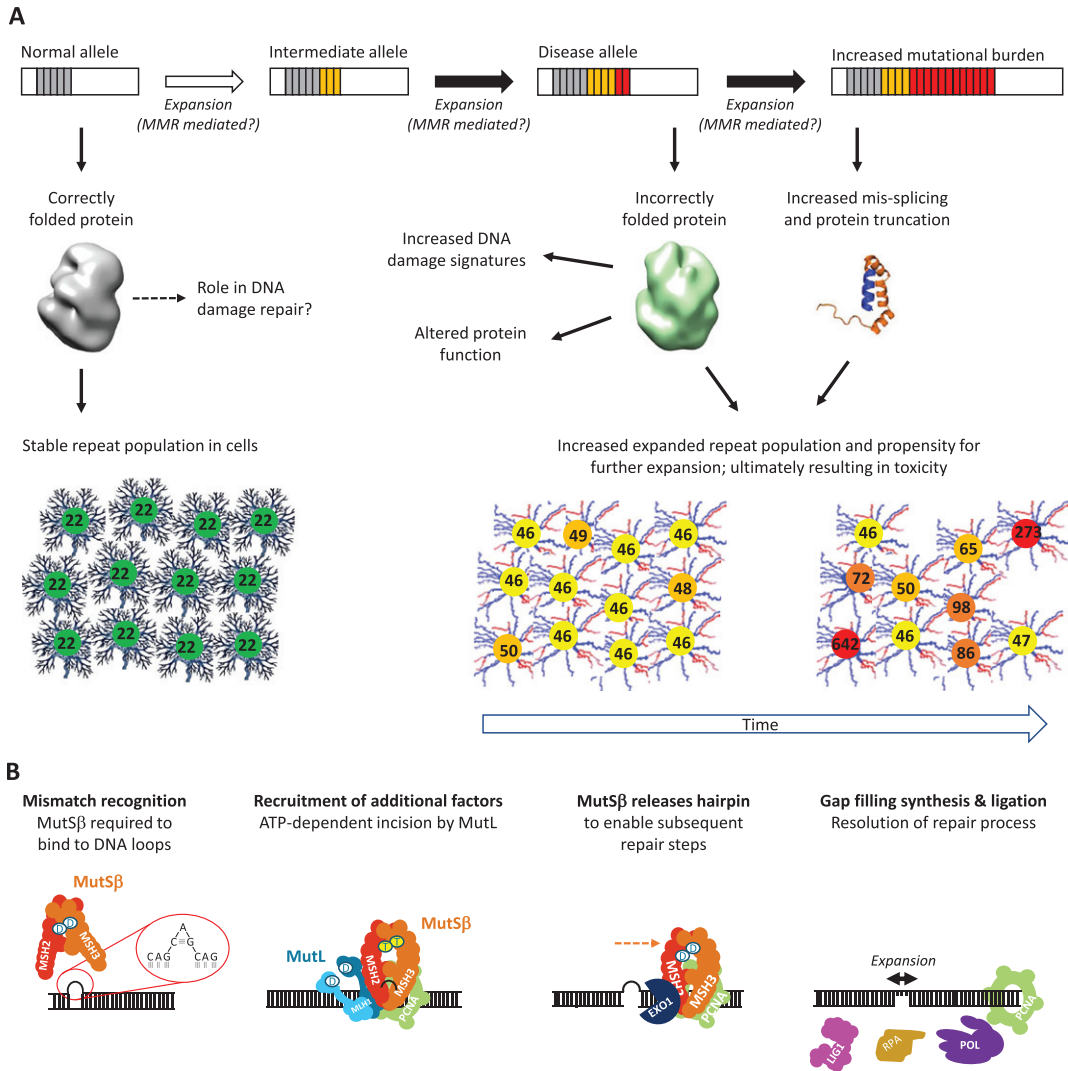 A
Normal allele
Intermediate allele
Disease allele
Increased mutational burden
Expansion
(MMR mediated?)
Expansion
(MMR mediated?)
Expansion
(MMR mediated?)
Correctly
folded protein
Incorrectly
folded protein
Increased mis-splicing
and protein truncation
Increased DNA
damage signatures
Role in DNA
damage repair?
Altered protein
function
Stable repeat population in cells
Increased expanded repeat population and propensity for
further expansion; ultimately resulting in toxicity
22 22 22 22
22 22 22 22
22 22 22 22
46 49 46 46
46 46 46 48
50 46 46 46
46 65 273
72 50 98
642 46 86 47
Time
B
Mismatch recognition
MutSβ required to
bind to DNA loops
Recruitment of additional factors
ATP-dependent incision by MutL
MutSβ releases hairpin
to enable subsequent
repair steps
Gap filling synthesis & ligation
Resolution of repair process
MutSβ
D D
MSH2
MSH3
A
C G
CAG CAG
MutSβ
T T
MutL
D
MSH2
MSH3
MLH1
PCNA
D D
MSH2
MSH3
EXO1
PCNA
Expansion
PCNA
LIG1
RPA
POL